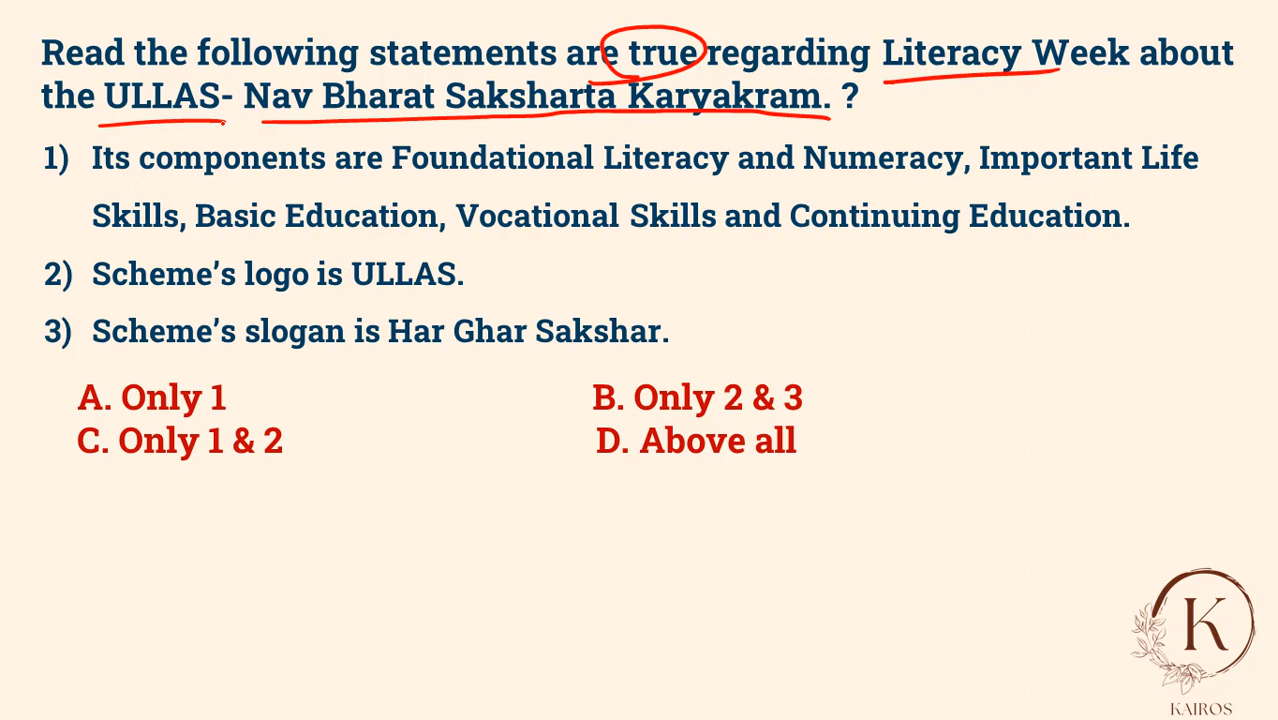 Read the following statements are true regarding Literacy Week about
the ULLAS- Nav Bharat Saksharta Karyakram. ?
1) Its components are Foundational Literacy and Numeracy, Important Life
Skills, Basic Education, Vocational Skills and Continuing Education.
2) Scheme's logo is ULLAS.
3) Scheme's slogan is Har Ghar Sakshar.
A. Only 1 B. Only 2 & 3
C. Only 1 & 2 D. Above all
K
KAIROS